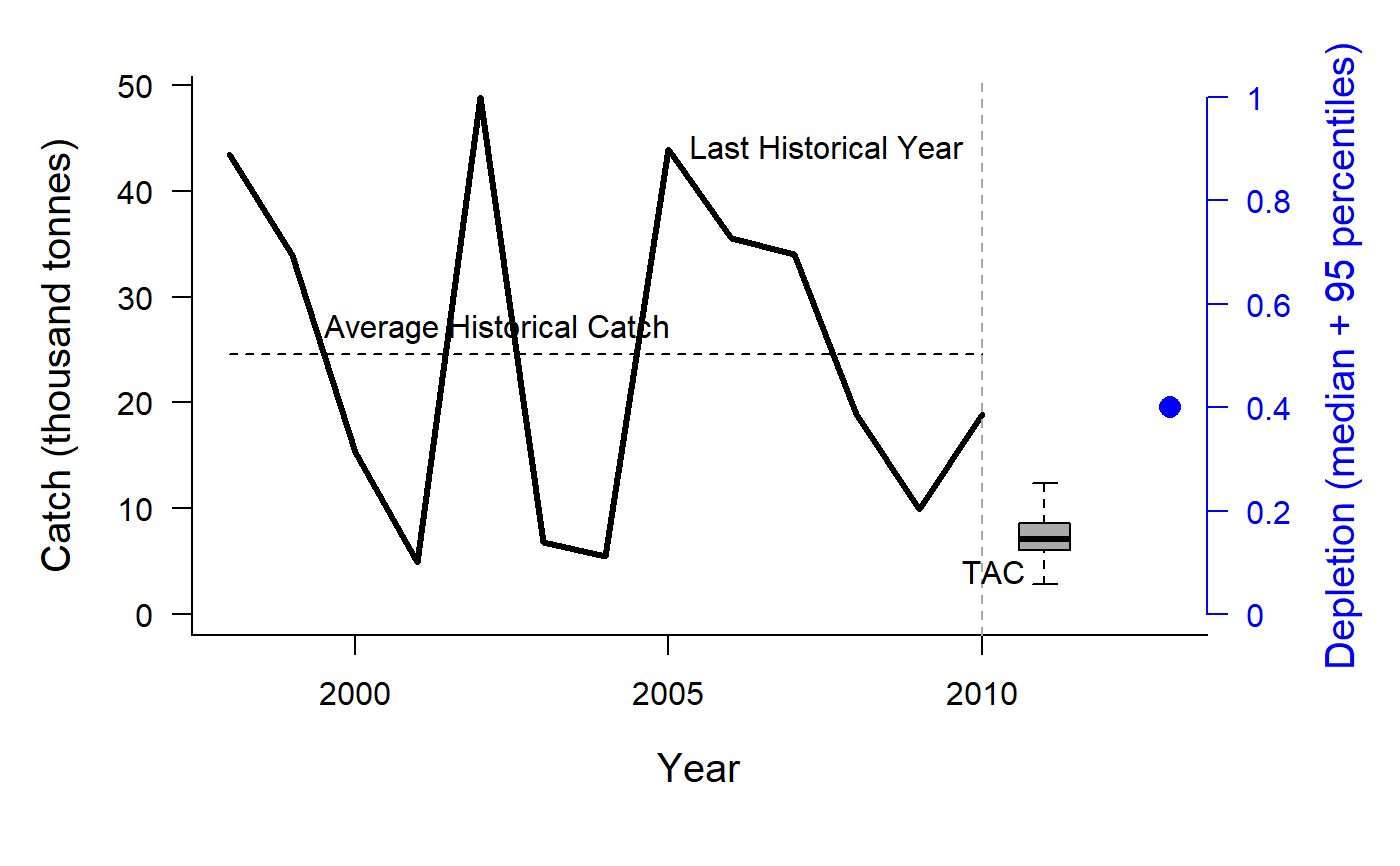 Catch (thousand tonnes)
50
40
30
20
10
0
Last Historical Year
Average Historical Catch
TAC
2000
2005
2010
Year
1
0.8
0.6
0.4
0.2
0
Depletion (median + 95 percentiles)